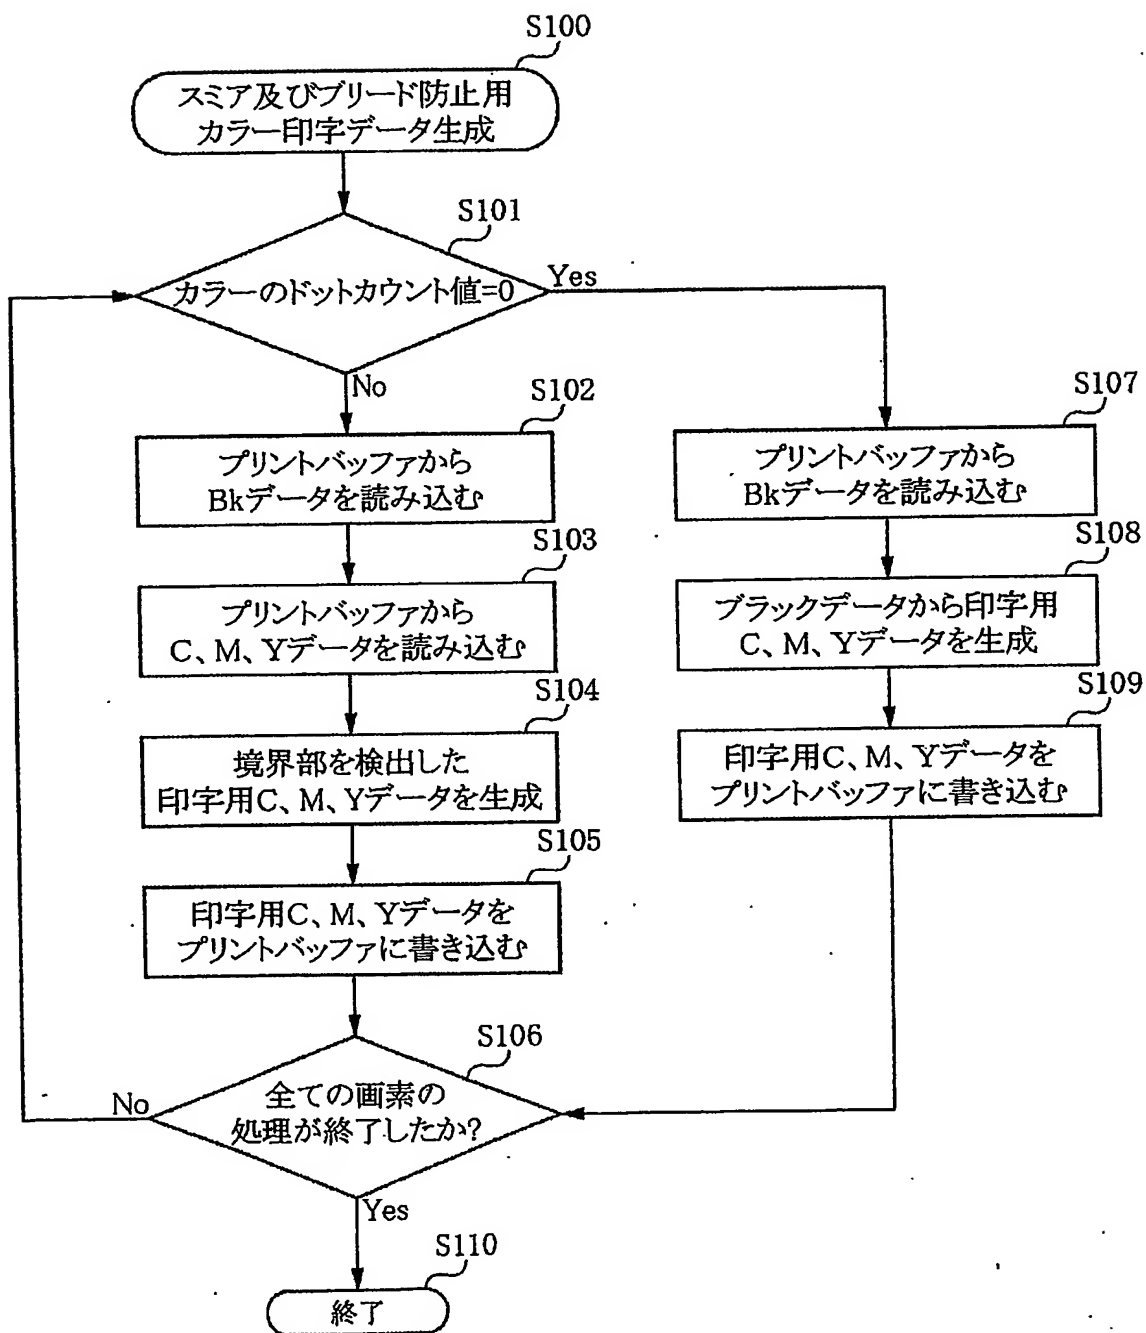 S100
スミア及びブリード防止用
カラー印字データ生成
S101
カラーのドットカウント値=0
Yes
No
S102
プリントバッファから
Bkデータを読み込む
S103
プリントバッファから
C、M、Yデータを読み込む
S104
境界部を検出した
印字用C、M、Yデータを生成
S105
印字用C、M、Yデータを
プリントバッファに書き込む
S107
プリントバッファから
Bkデータを読み込む
S108
ブラックデータから印字用
C、M、Yデータを生成
S109
印字用C、M、Yデータを
プリントバッファに書き込む
S106
全ての画素の
処理が終了したか?
No
Yes
S110
終了